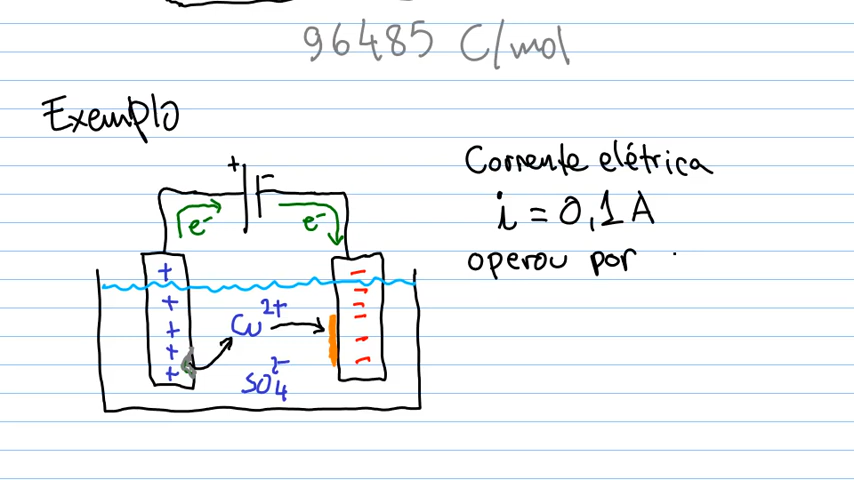 96485 C/mol
Exemplo
Corrente elétrica
i = 0,1 A
operou por
+ -
e- e-
+ -
+ -
+ -
+ -
+ -
Cu2+
SO42-